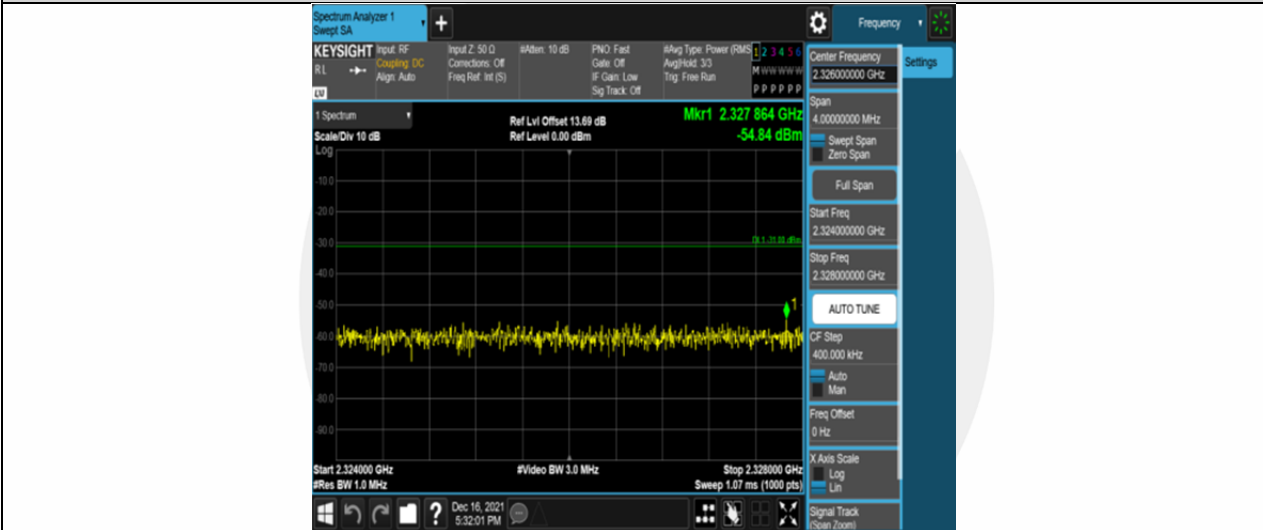 Spectrum Analyzer 1
Swept SA
+
Frequency
KEYSIGHT
Input: RF
Coupling: DC
Align: Auto
RL
LV
Input Z: 50 Ω
Corrections: Off
Freq Ref: Int (S)
#Atten: 10 dB
PNO: Fast
Gate: Off
IF Gain: Low
Sig Track: Off
#Avg Type: Power (RMS
Avg|Hold: 3/3
Trig: Free Run
1 2 3 4 5 6
M W W W W W
P P P P P P
1 Spectrum
Scale/Div 10 dB
Log
Ref Lvl Offset 13.69 dB
Ref Level 0.00 dBm
Mkr1 2.327 864 GHz
-54.84 dBm
-10.0
-20.0
-30.0
DL1 -31.00 dBm
-40.0
-50.0
1
-60.0
-70.0
-80.0
-90.0
Start 2.324000 GHz
#Res BW 1.0 MHz
#Video BW 3.0 MHz
Stop 2.328000 GHz
Sweep 1.07 ms (1000 pts)
?
Dec 16, 2021
5:32:01 PM
Center Frequency
2.326000000 GHz
Settings
Span
4.00000000 MHz
Swept Span
Zero Span
Full Span
Start Freq
2.324000000 GHz
Stop Freq
2.328000000 GHz
AUTO TUNE
CF Step
400.000 kHz
Auto
Man
Freq Offset
0 Hz
X Axis Scale
Log
Lin
Signal Track
(Span Zoom)